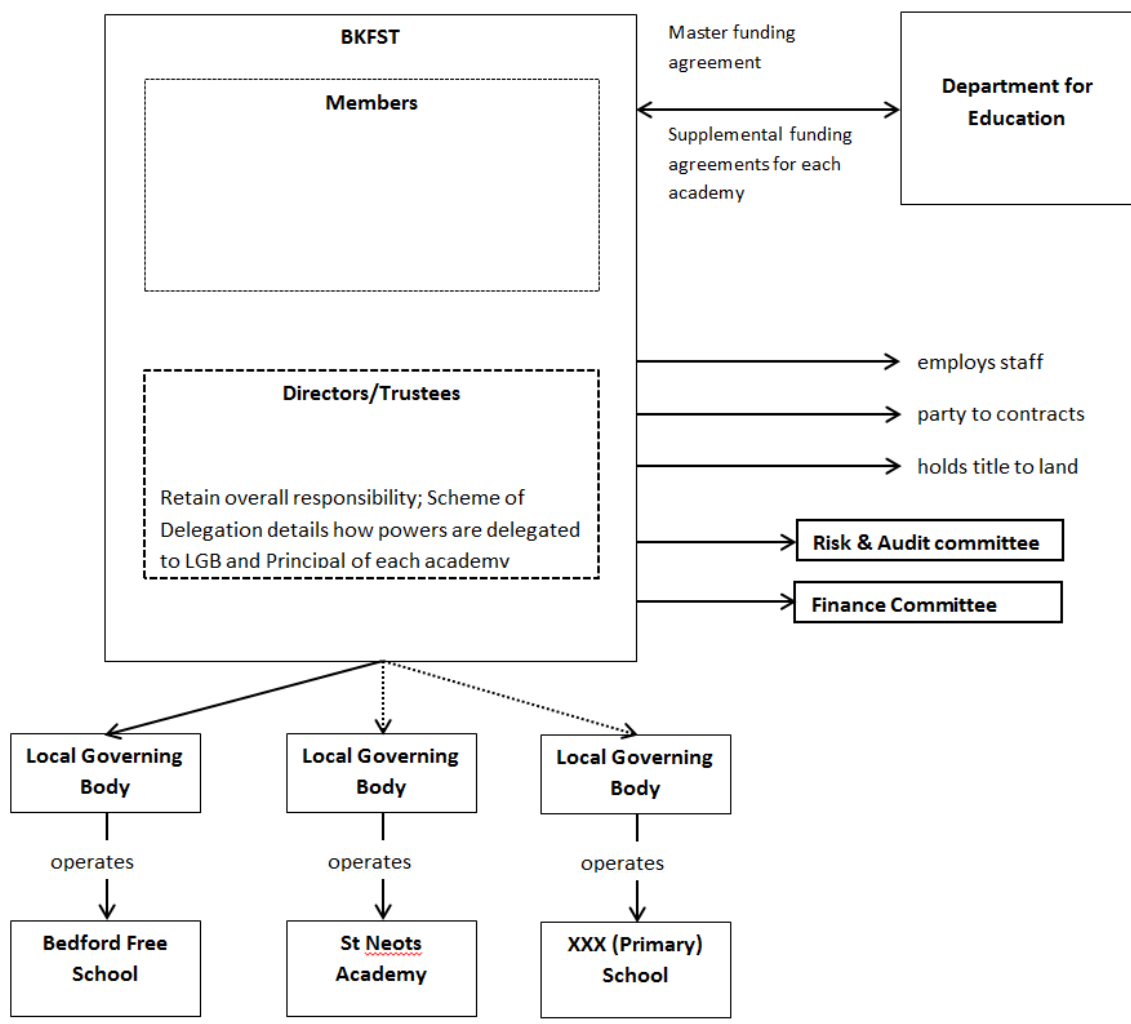 BKFST
Master funding
agreement
Department for
Education
Members
Supplemental funding
agreements for each
academy
employs staff
Directors/Trustees
party to contracts
holds title to land
Retain overall responsibility; Scheme of
Delegation details how powers are delegated
to LGB and Principal of each academy
Risk & Audit committee
Finance Committee
Local Governing
Body
Local Governing
Body
Local Governing
Body
operates
operates
operates
Bedford Free
School
St Neots
Academy
XXX (Primary)
School